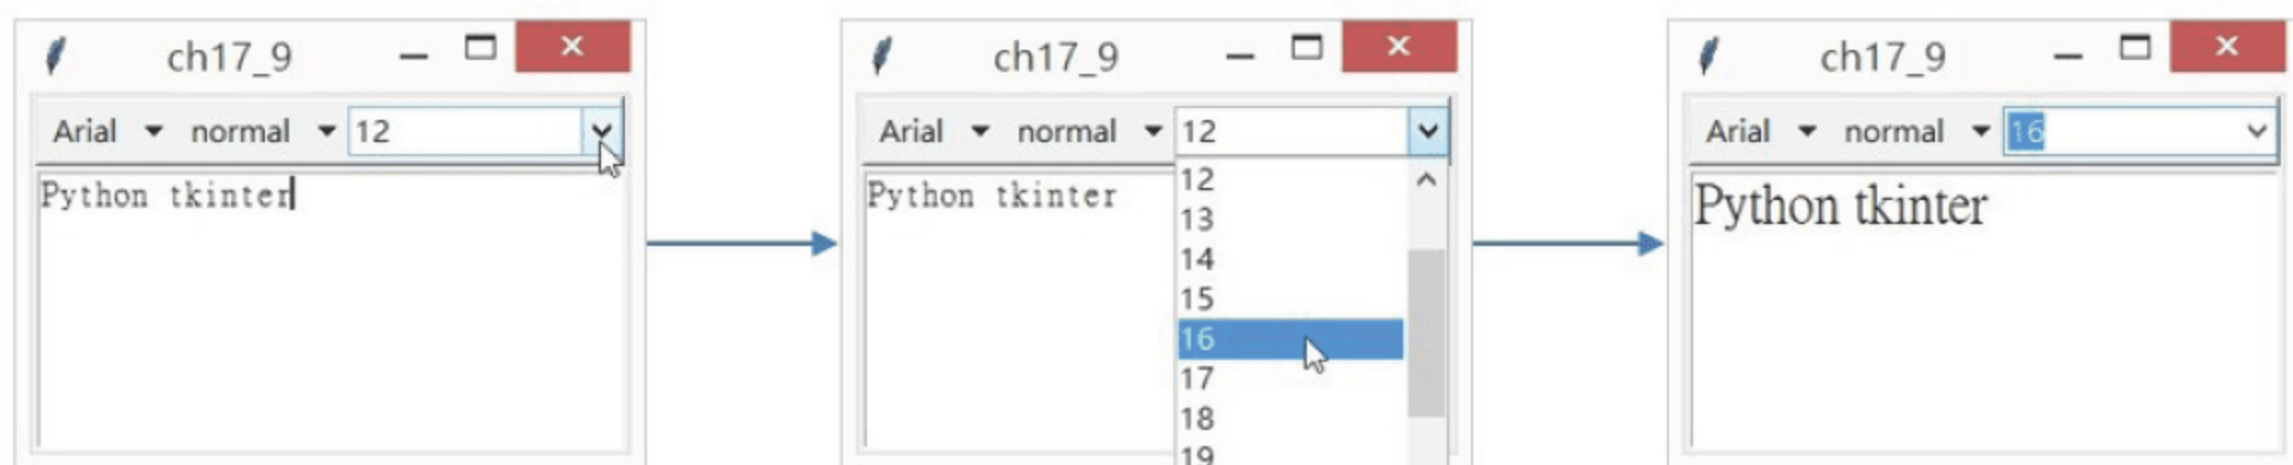 ch17_9
Arial normal 12
Python tkinter
ch17_9
Arial normal 12
Python tkinter
12
13
14
15
16
17
18
19
ch17_9
Arial normal 16
Python tkinter